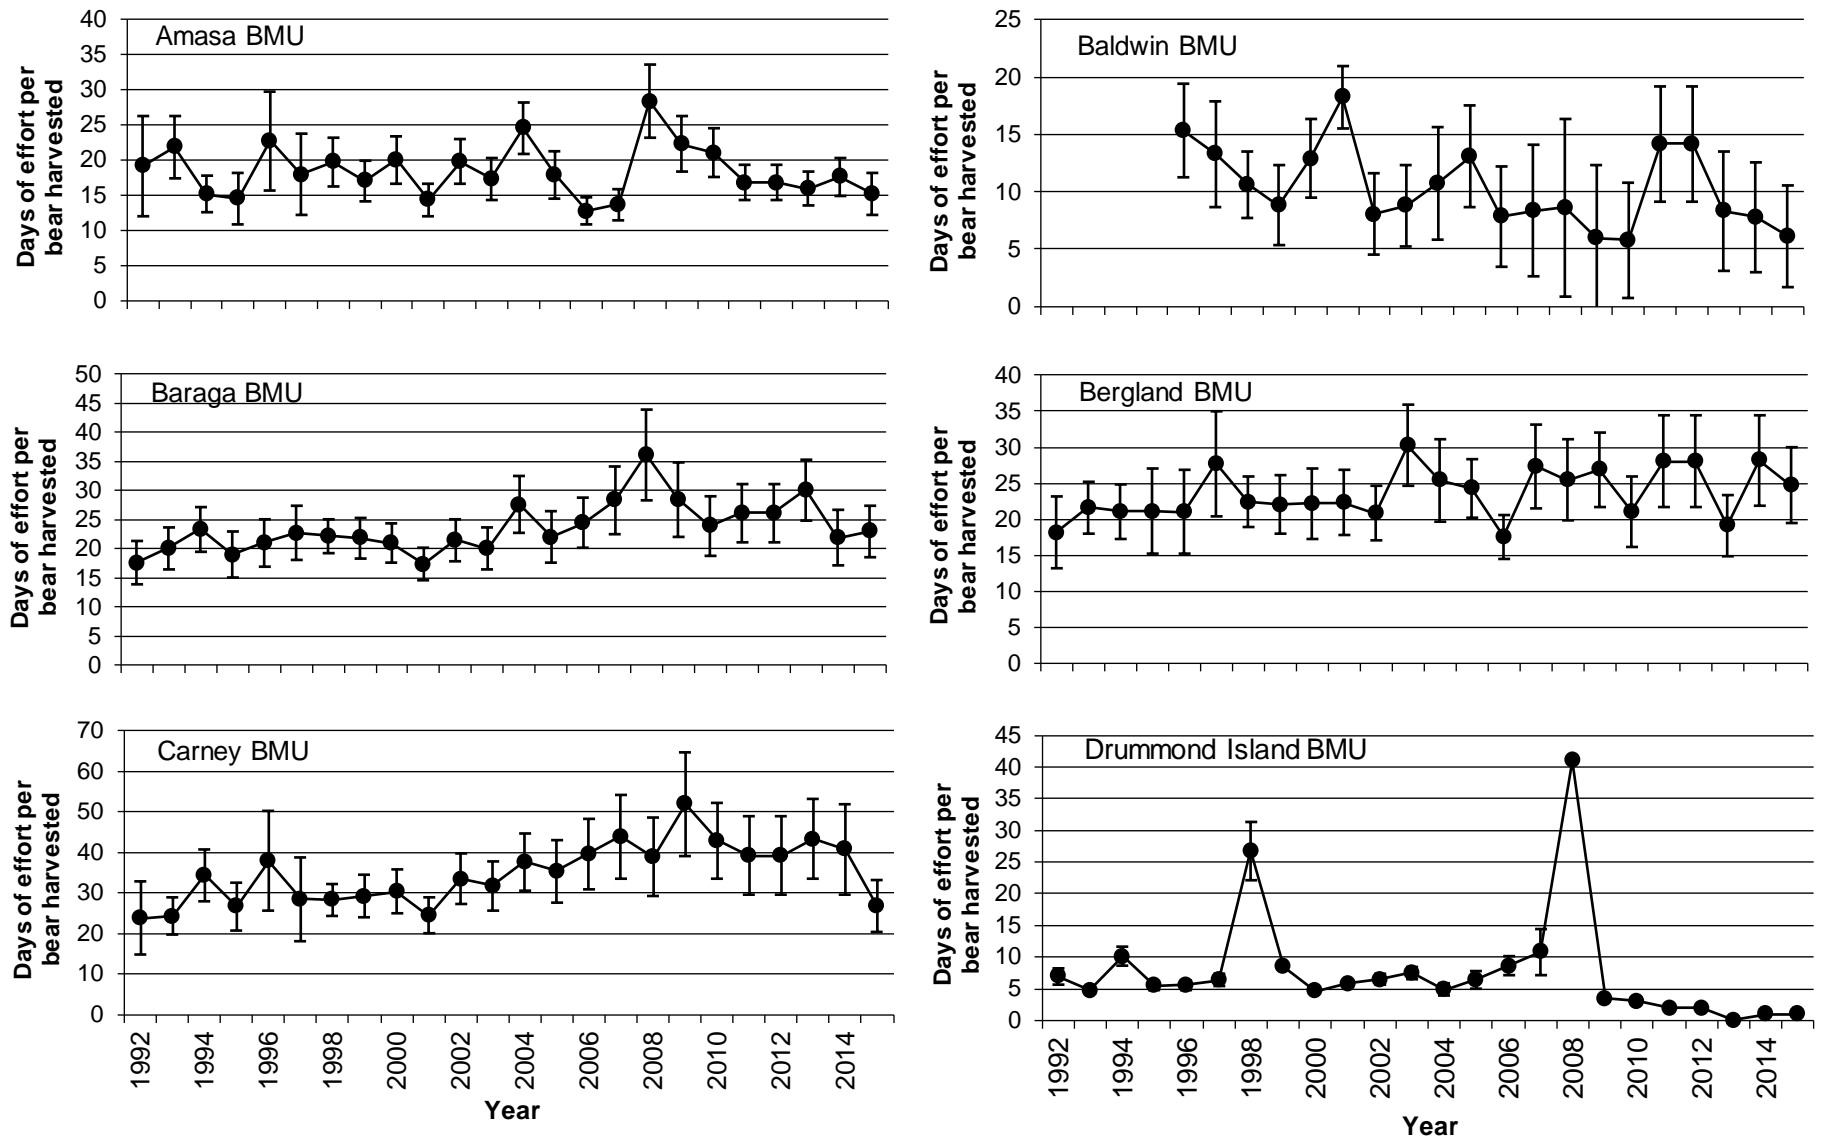 Amasa BMU
Days of effort per
bear harvested
40
35
30
25
20
15
10
5
0
Baldwin BMU
Days of effort per
bear harvested
25
20
15
10
5
0
Baraga BMU
Days of effort per
bear harvested
50
45
40
35
30
25
20
15
10
5
0
Bergland BMU
Days of effort per
bear harvested
40
35
30
25
20
15
10
5
0
Carney BMU
Days of effort per
bear harvested
70
60
50
40
30
20
10
0
1992 1994 1996 1998 2000 2002 2004 2006 2008 2010 2012 2014
Year
Drummond Island BMU
Days of effort per
bear harvested
45
40
35
30
25
20
15
10
5
0
1992 1994 1996 1998 2000 2002 2004 2006 2008 2010 2012 2014
Year